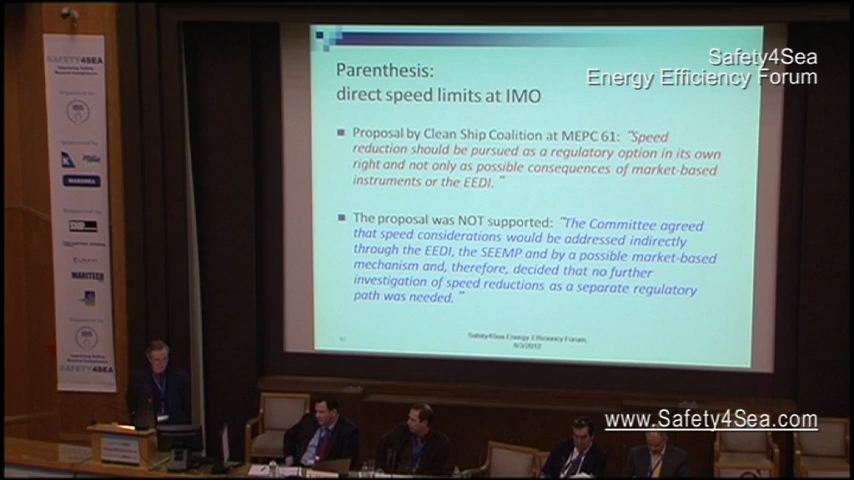 Safety4Sea
Energy Efficiency Forum
Parenthesis:
direct speed limits at IMO
Proposal by Clean Ship Coalition at MEPC 61: “Speed
reduction should be pursued as a regulatory option in its own
right and not only as possible consequences of market-based
instruments or the EEDI.”
The proposal was NOT supported: “The Committee agreed
that speed considerations would be addressed indirectly
through the EEDI, the SEEMP and by a possible market-based
mechanism and, therefore, decided that no further
investigation of speed reductions as a separate regulatory
path was needed.”
Safety4Sea Energy Efficiency Forum,
8/3/2012
SAFETY4SEA
MARITECH
SAFETY4SEA
www.Safety4Sea.com